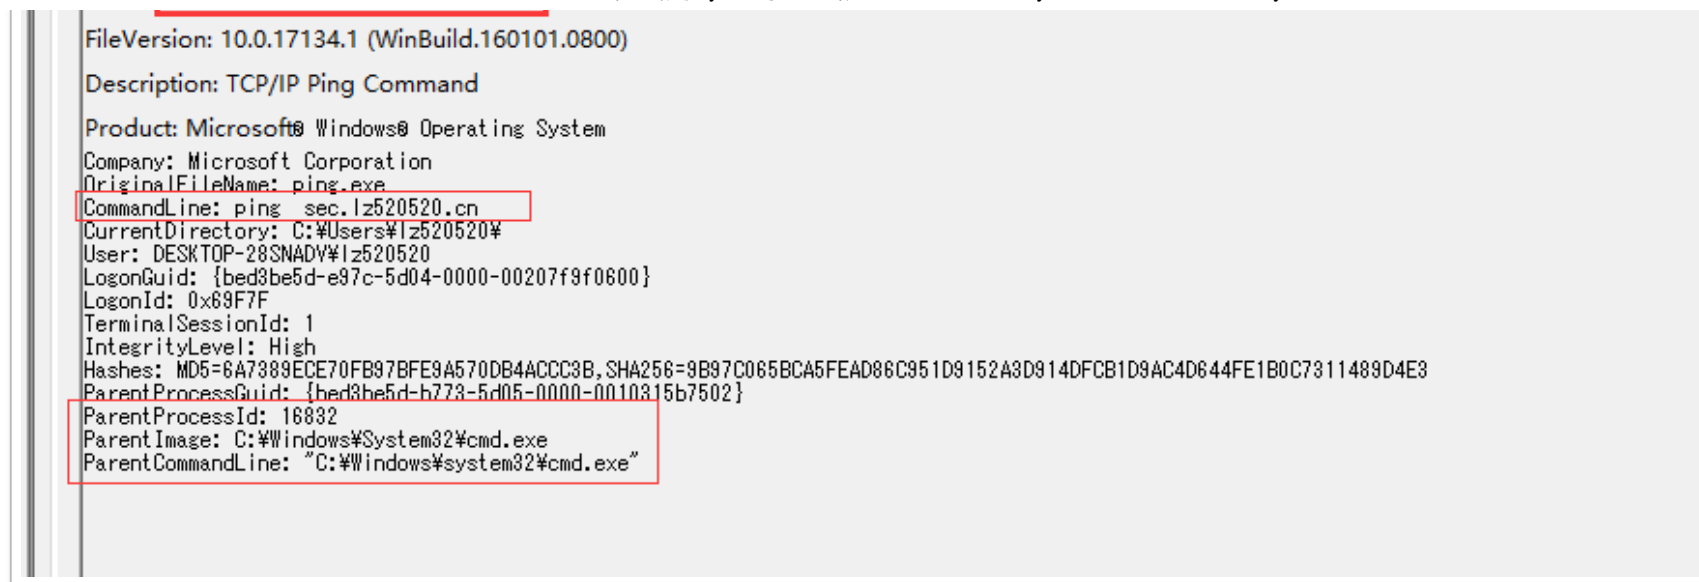 FileVersion: 10.0.17134.1 (WinBuild.160101.0800)
Description: TCP/IP Ping Command
Product: Microsoft® Windows® Operating System
Company: Microsoft Corporation
OriginalFileName: ping.exe
CommandLine: ping  sec.lz520520.cn
CurrentDirectory: C:¥Users¥lz520520¥
User: DESKTOP-28SNADV¥lz520520
LogonGuid: {bed3be5d-e97c-5d04-0000-00207f9f0600}
LogonId: 0x69F7F
TerminalSessionId: 1
IntegrityLevel: High
Hashes: MD5=6A7389ECE70FB97BFE9A570DB4ACCC3B,SHA256=9B97C065BCA5FEAD86C951D9152A3D914DFCB1D9AC4D644FE1B0C7311489D4E3
ParentProcessGuid: {bed3be5d-b773-5d05-0000-0010315b7502}
ParentProcessId: 16832
ParentImage: C:¥Windows¥System32¥cmd.exe
ParentCommandLine: "C:¥Windows¥system32¥cmd.exe"